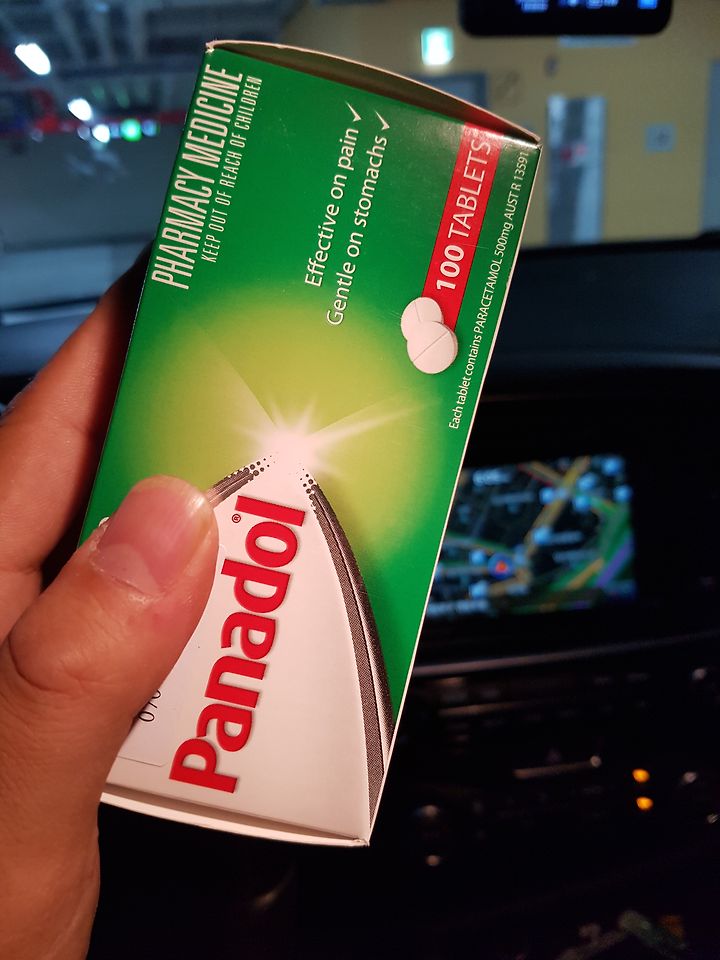 PHARMACY MEDICINE
KEEP OUT OF REACH OF CHILDREN
Effective on pain ✓
Gentle on stomachs ✓
100 TABLETS
Each tablet contains PARACETAMOL 500mg AUST R 13591
Panadol®